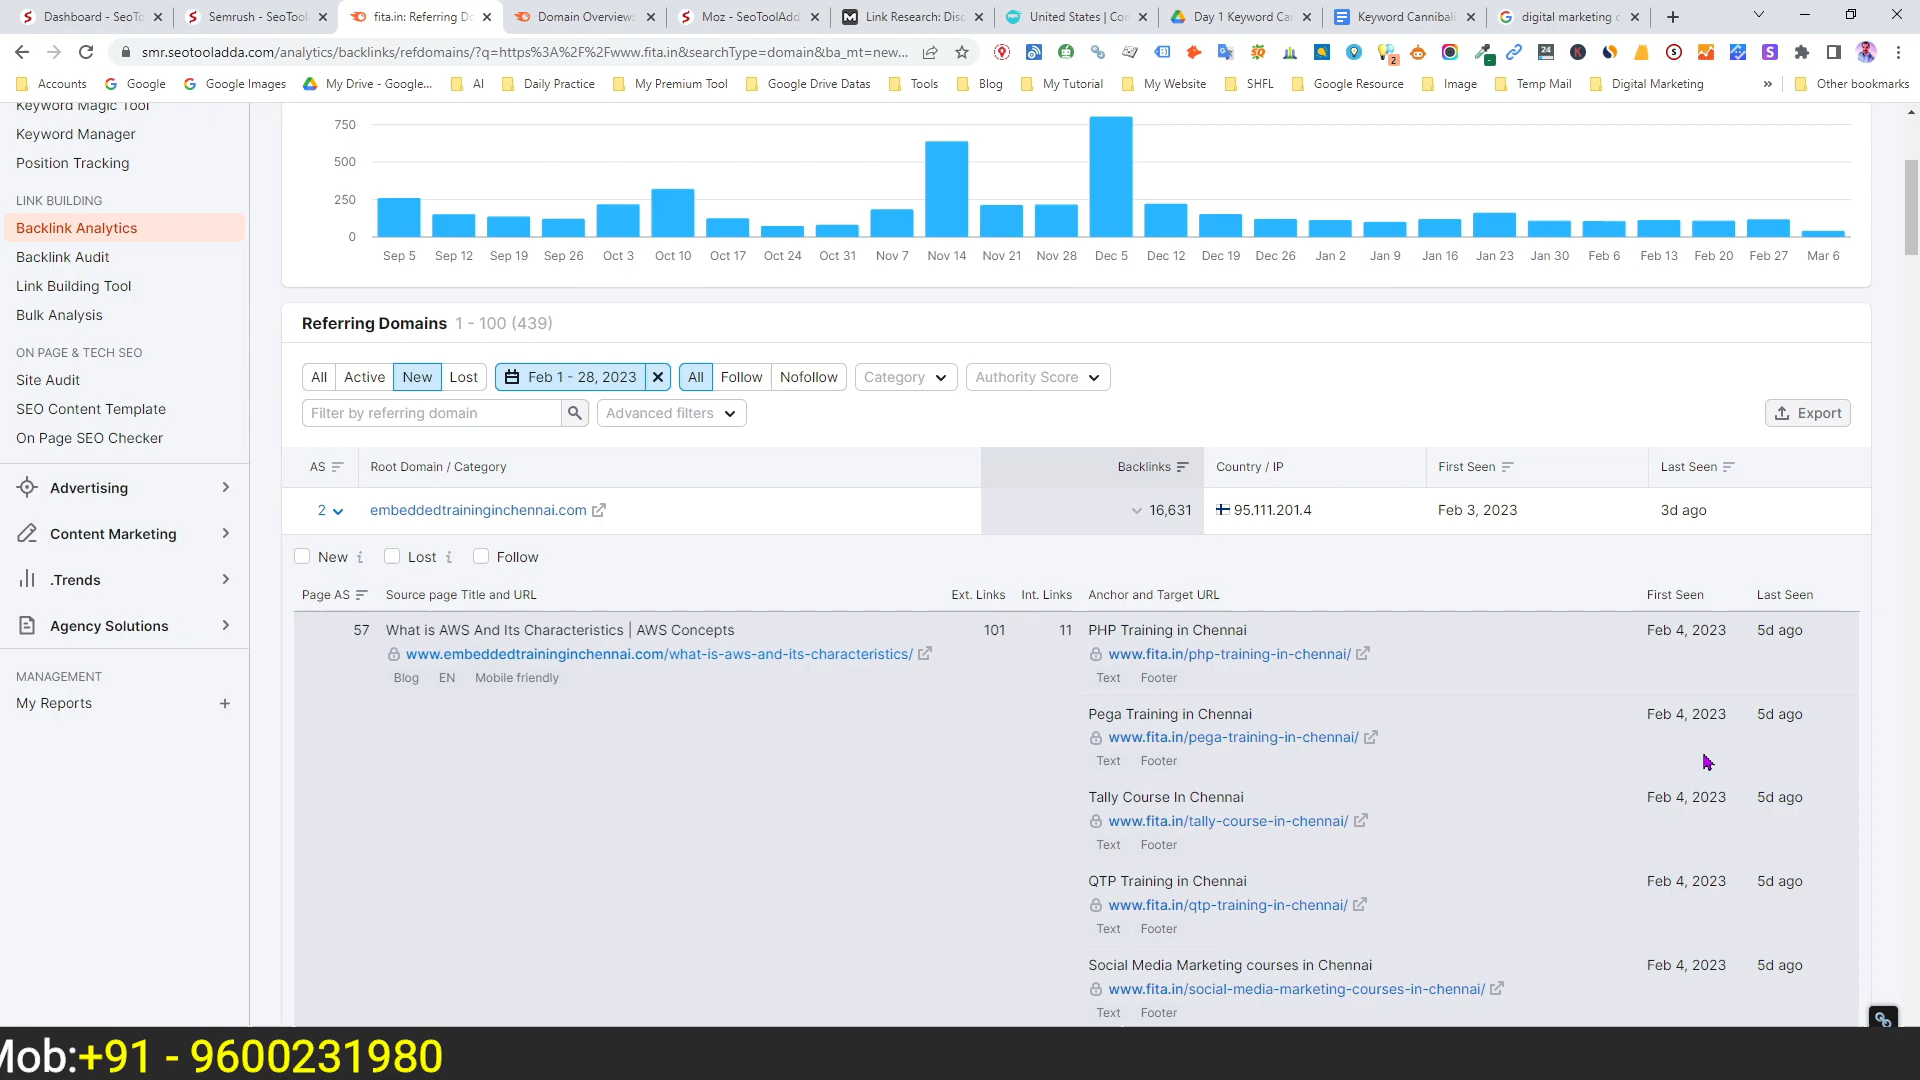 Dashboard - SeoTo
Semrush - SeoTool
fita.in: Referring Do
Domain Overview:
Moz - SeoToolAdd
Link Research: Disc
United States | Con
Day 1 Keyword Ca
Keyword Cannibali
digital marketing c
smr.seotooladda.com/analytics/backlinks/refdomains/?q=https%3A%2F%2Fwww.fita.in&searchType=domain&ba_mt=new...
Accounts
Google
Google Images
My Drive - Google...
AI
Daily Practice
My Premium Tool
Google Drive Datas
Tools
Blog
My Tutorial
My Website
SHFL
Google Resource
Image
Temp Mail
Digital Marketing
»
Other bookmarks
Keyword Magic Tool
Keyword Manager
Position Tracking
LINK BUILDING
Backlink Analytics
Backlink Audit
Link Building Tool
Bulk Analysis
ON PAGE & TECH SEO
Site Audit
SEO Content Template
On Page SEO Checker
Advertising
Content Marketing
.Trends
Agency Solutions
MANAGEMENT
My Reports +
750
500
250
0
Sep 5 Sep 12 Sep 19 Sep 26 Oct 3 Oct 10 Oct 17 Oct 24 Oct 31 Nov 7 Nov 14 Nov 21 Nov 28 Dec 5 Dec 12 Dec 19 Dec 26 Jan 2 Jan 9 Jan 16 Jan 23 Jan 30 Feb 6 Feb 13 Feb 20 Feb 27 Mar 6
Referring Domains 1 - 100 (439)
All Active New Lost Feb 1 - 28, 2023 All Follow Nofollow Category Authority Score
Filter by referring domain Advanced filters Export
AS Root Domain / Category Backlinks Country / IP First Seen Last Seen
2 embeddedtraininginchennai.com 16,631 95.111.201.4 Feb 3, 2023 3d ago
New i Lost i Follow
Page AS Source page Title and URL Ext. Links Int. Links Anchor and Target URL First Seen Last Seen
57 What is AWS And Its Characteristics | AWS Concepts 101 11 PHP Training in Chennai Feb 4, 2023 5d ago
www.embeddedtraininginchennai.com/what-is-aws-and-its-characteristics/ www.fita.in/php-training-in-chennai/
Blog EN Mobile friendly Text Footer
Pega Training in Chennai Feb 4, 2023 5d ago
www.fita.in/pega-training-in-chennai/
Text Footer
Tally Course In Chennai Feb 4, 2023 5d ago
www.fita.in/tally-course-in-chennai/
Text Footer
QTP Training in Chennai Feb 4, 2023 5d ago
www.fita.in/qtp-training-in-chennai/
Text Footer
Social Media Marketing courses in Chennai Feb 4, 2023 5d ago
www.fita.in/social-media-marketing-courses-in-chennai/
Text Footer
Mob:+91 - 9600231980